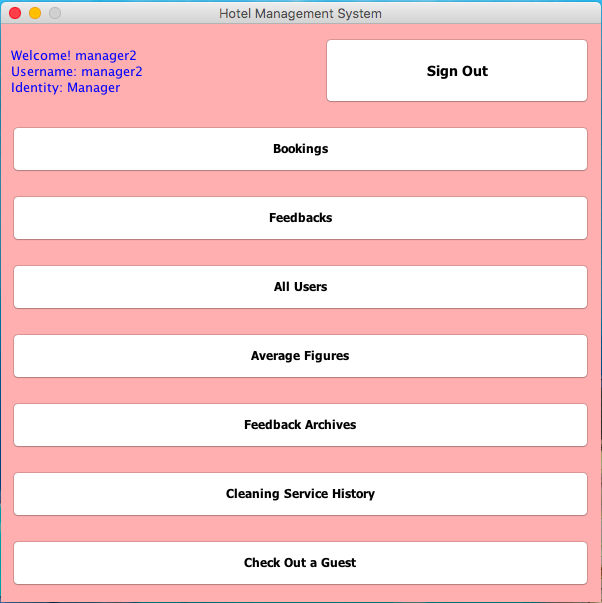 Hotel Management System
Welcome! manager2
Username: manager2
Identity: Manager
Sign Out
Bookings
Feedbacks
All Users
Average Figures
Feedback Archives
Cleaning Service History
Check Out a Guest